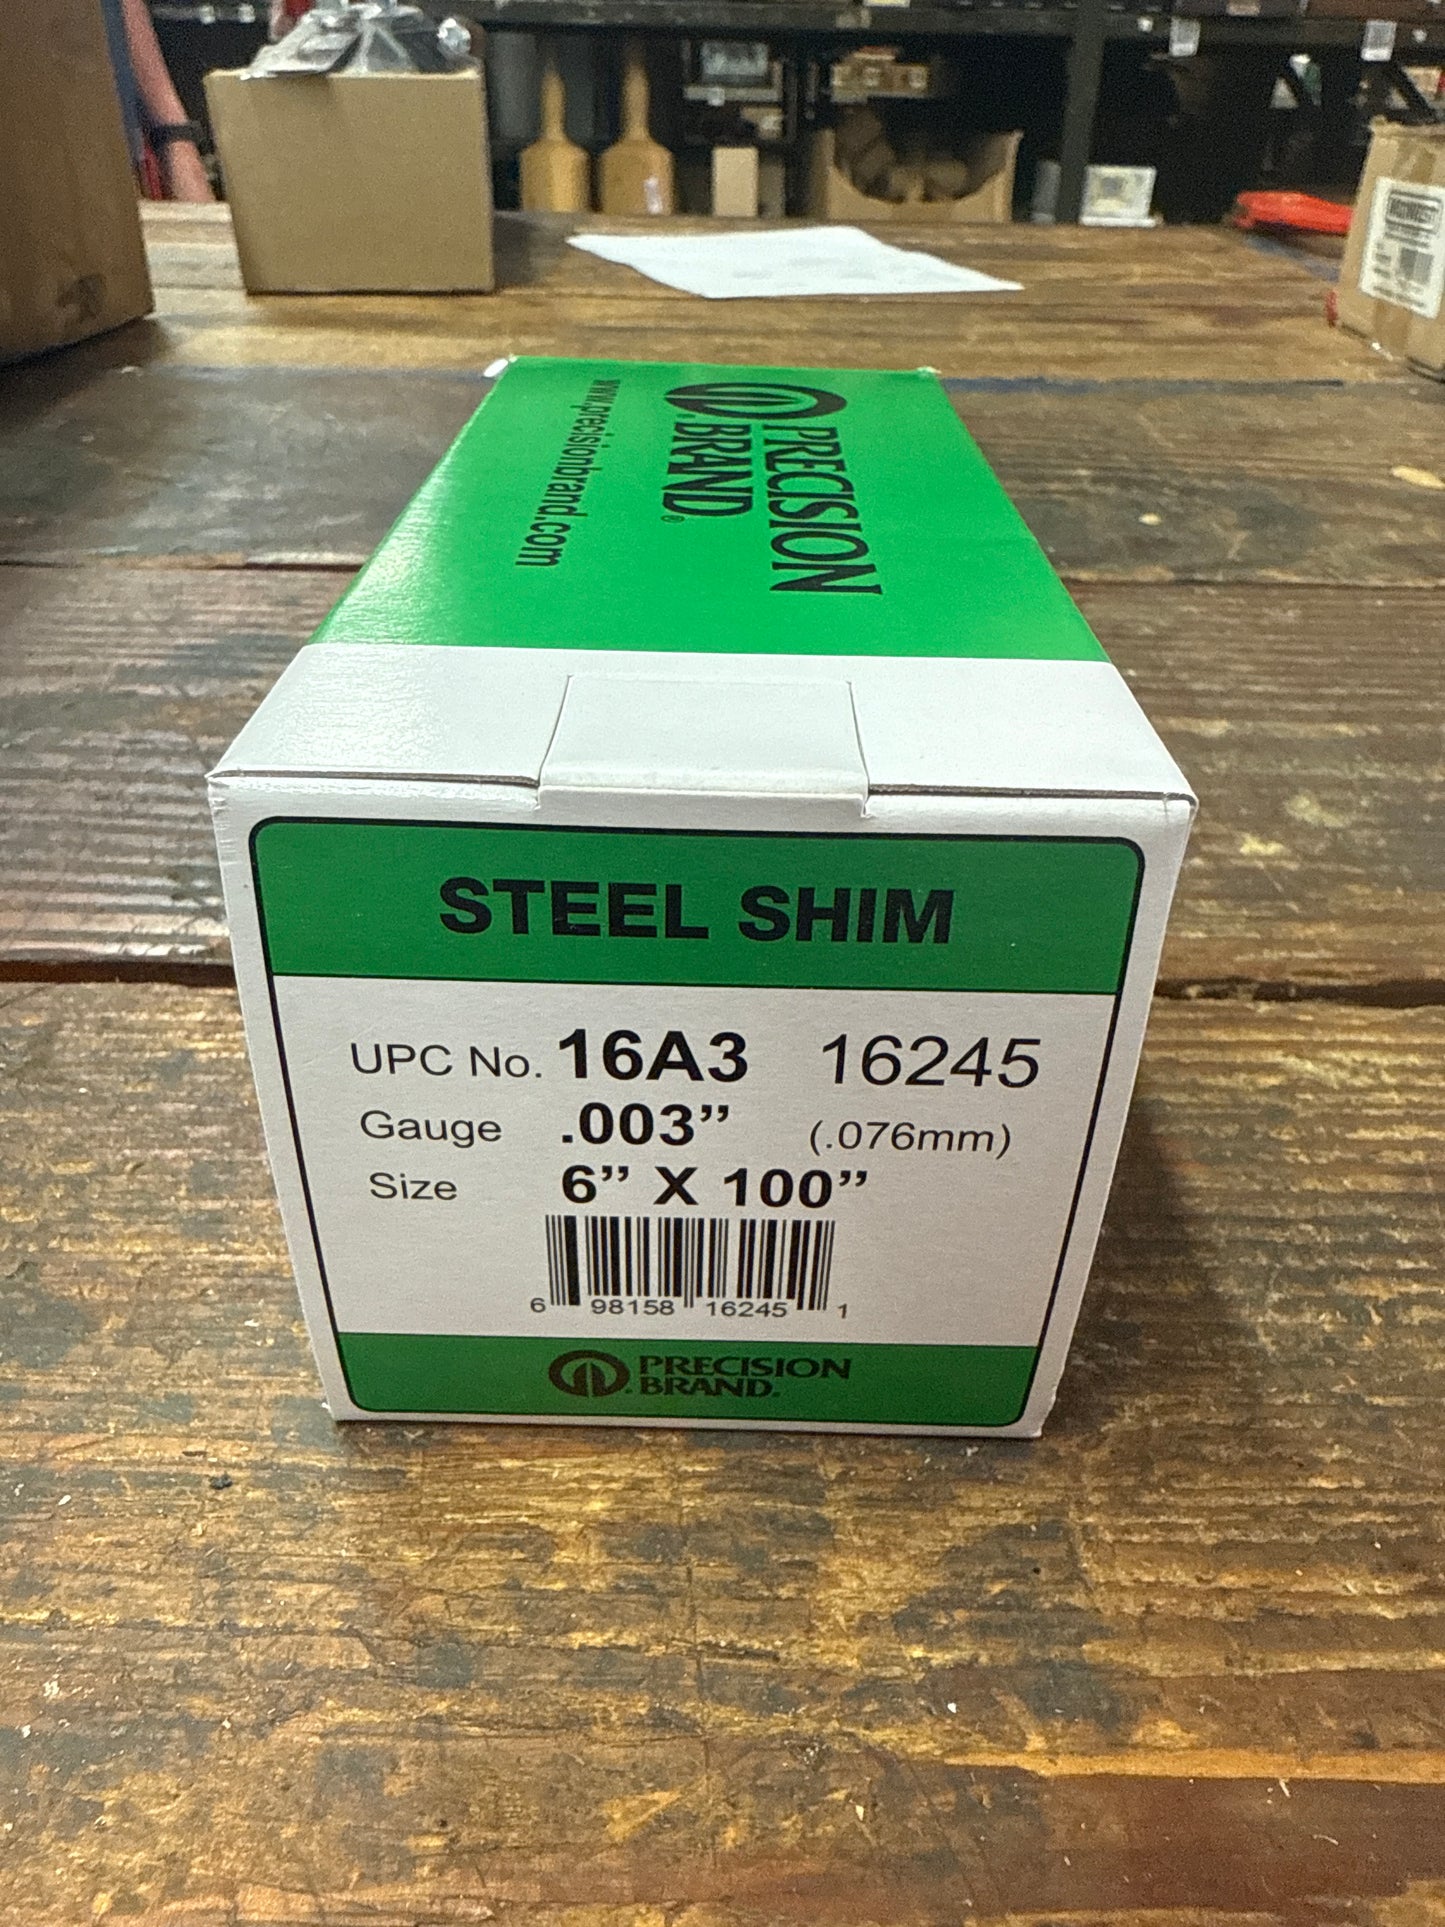 PRECISION
BRAND®
www.precisionbrand.com
STEEL SHIM
UPC No. 16A3 16245
Gauge .003” (.076mm)
Size 6” X 100”
6 98158 16245 1
PRECISION
BRAND.